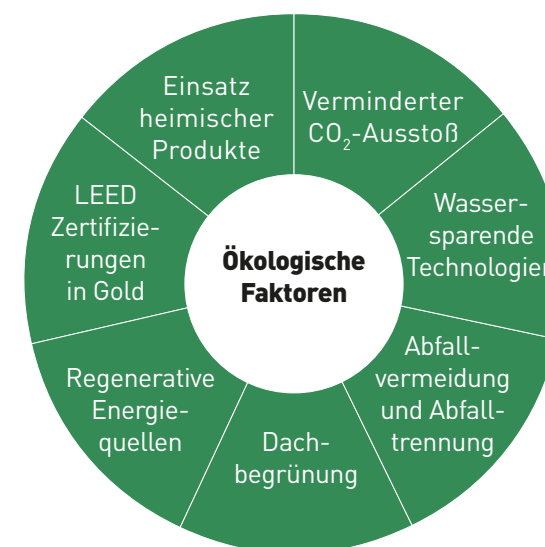 Ökologische
Faktoren
Verminderter
CO₂-Ausstoß
Wasser-
sparende
Technologien
Abfall-
vermeidung
und Abfall-
trennung
Dach-
begrünung
Regenerative
Energie-
quellen
LEED
Zertifizie-
rungen
in Gold
Einsatz
heimischer
Produkte